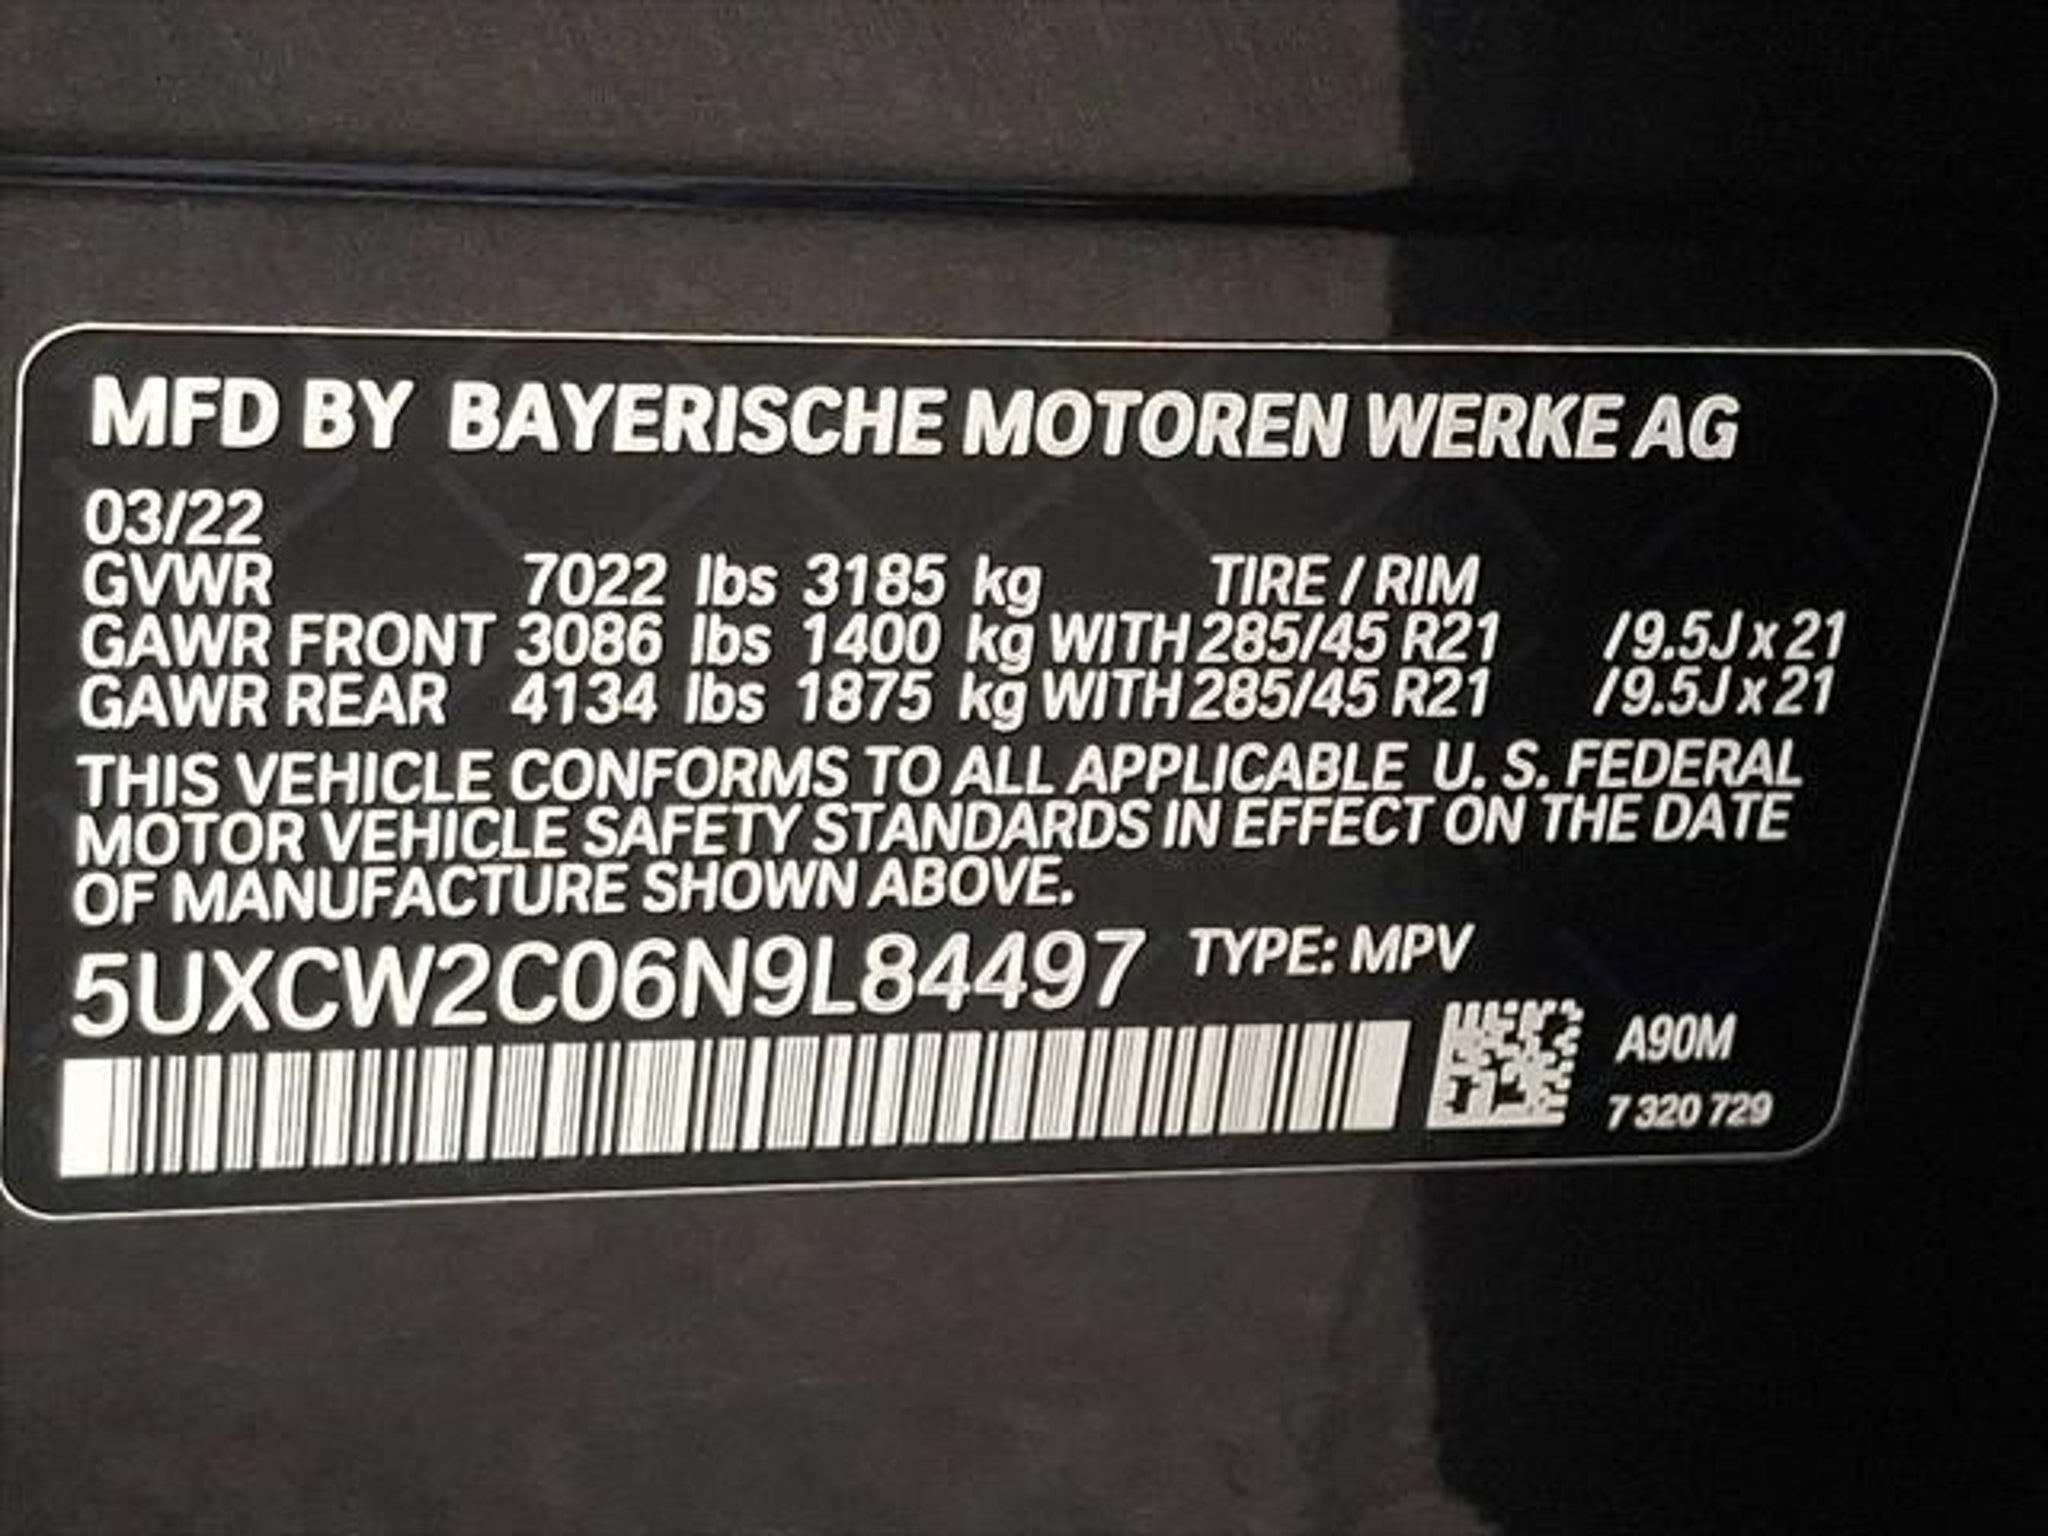 MFD BY BAYERISCHE MOTOREN WERKE AG
03/22
GVWR 7022 lbs 3185 kg TIRE / RIM
GAWR FRONT 3086 lbs 1400 kg WITH 285/45 R21 /9.5J x 21
GAWR REAR 4134 lbs 1875 kg WITH 285/45 R21 /9.5J x 21
THIS VEHICLE CONFORMS TO ALL APPLICABLE U. S. FEDERAL
MOTOR VEHICLE SAFETY STANDARDS IN EFFECT ON THE DATE
OF MANUFACTURE SHOWN ABOVE.
5UXCW2C06N9L84497 TYPE: MPV
A90M
7 320 729